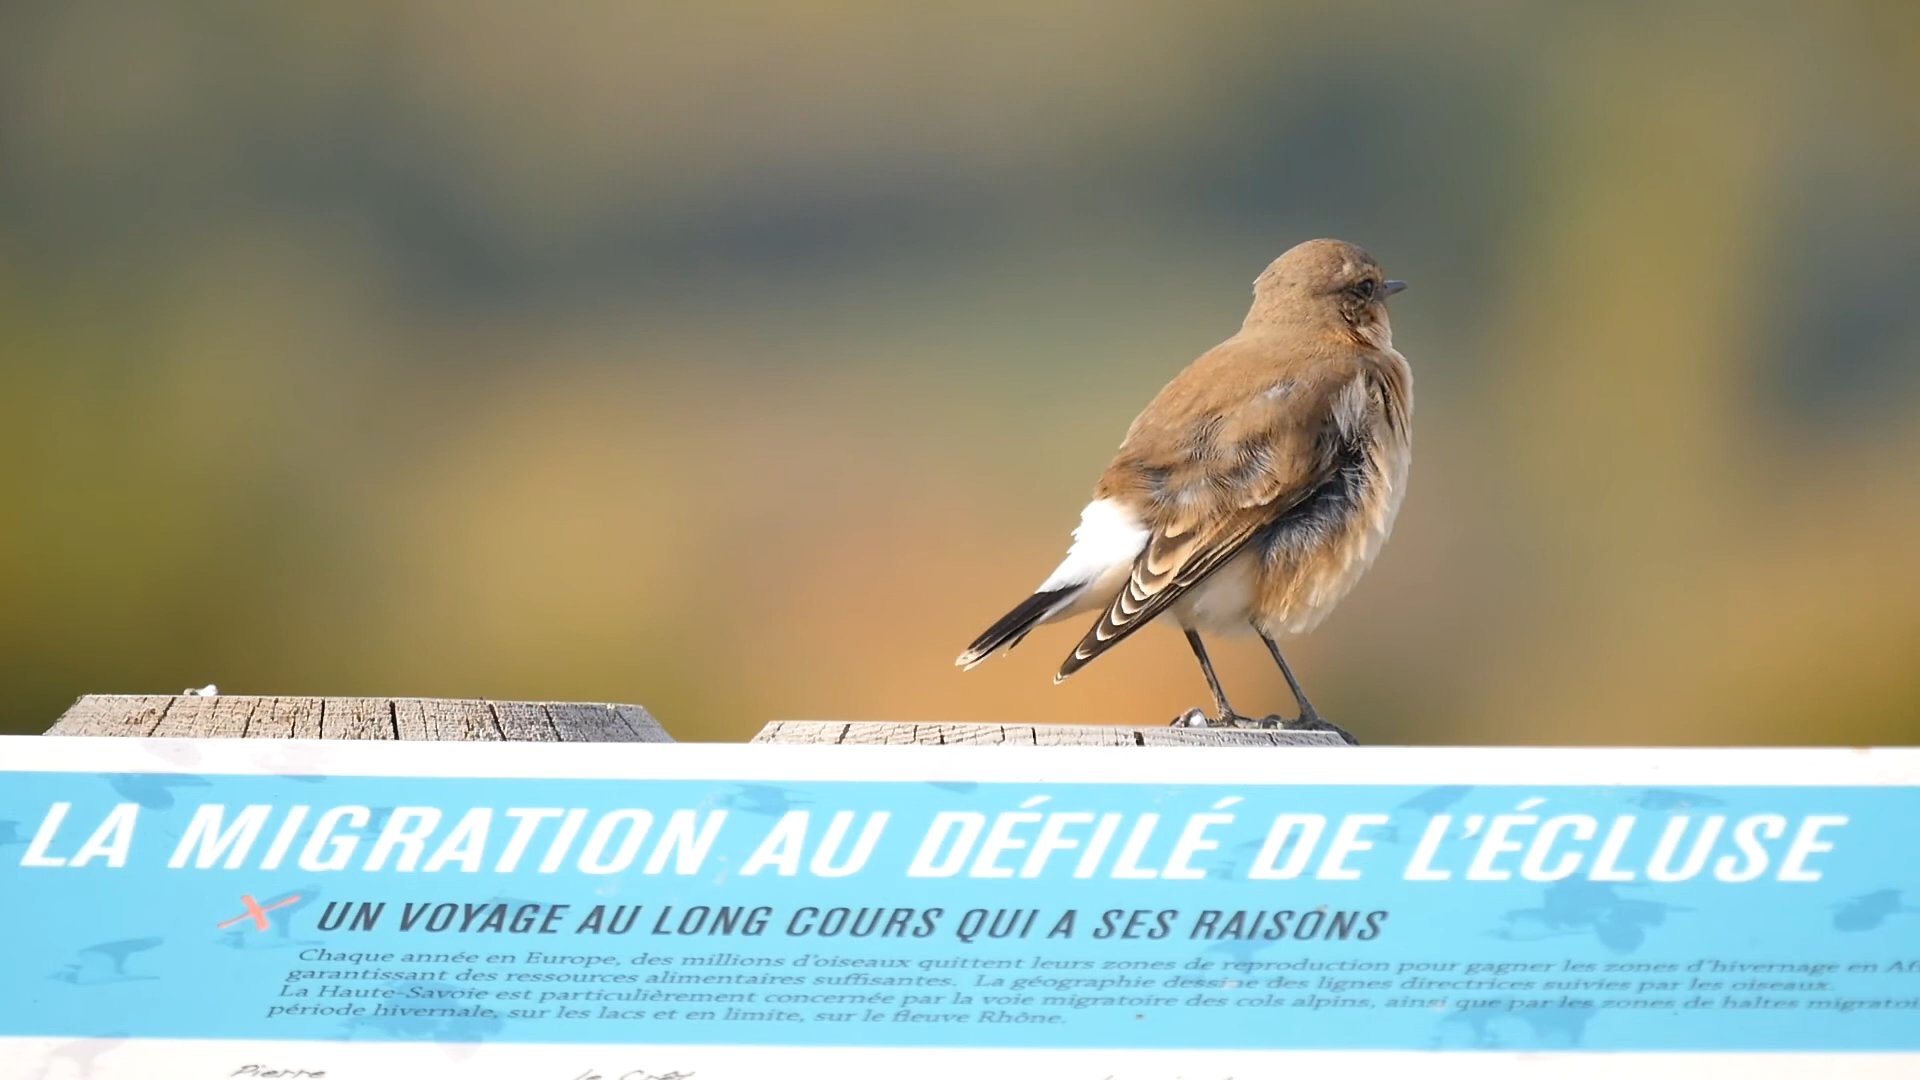 LA MIGRATION AU DÉFILÉ DE L'ÉCLUSE
UN VOYAGE AU LONG COURS QUI A SES RAISONS
Chaque année en Europe, des millions d'oiseaux quittent leurs zones de reproduction pour gagner les zones d'hivernage en
garantissant des ressources alimentaires suffisantes. La géographie dessine des lignes directrices suivies par les oiseaux.
La Haute-Savoie est particulièrement concernée par la voie migratoire des cols alpins, ainsi que par les zones de haltes
période hivernale, sur les lacs et en limite, sur le fleuve Rhône.
Pierre